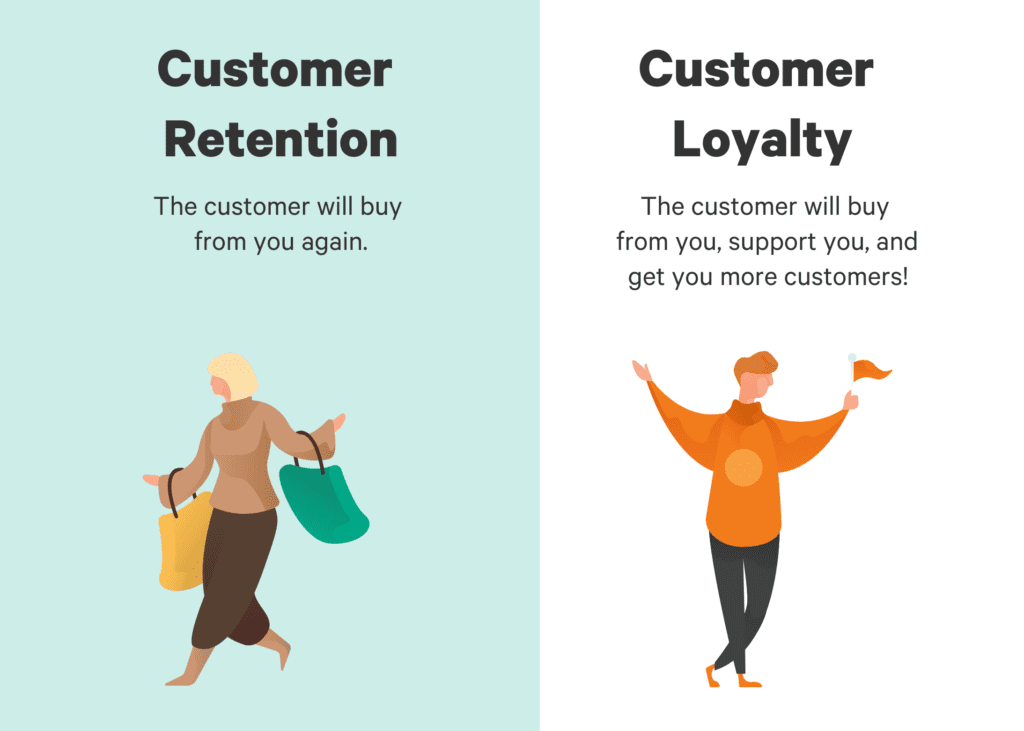 Customer
Retention
The customer will buy
from you again.
Customer
Loyalty
The customer will buy
from you, support you, and
get you more customers!